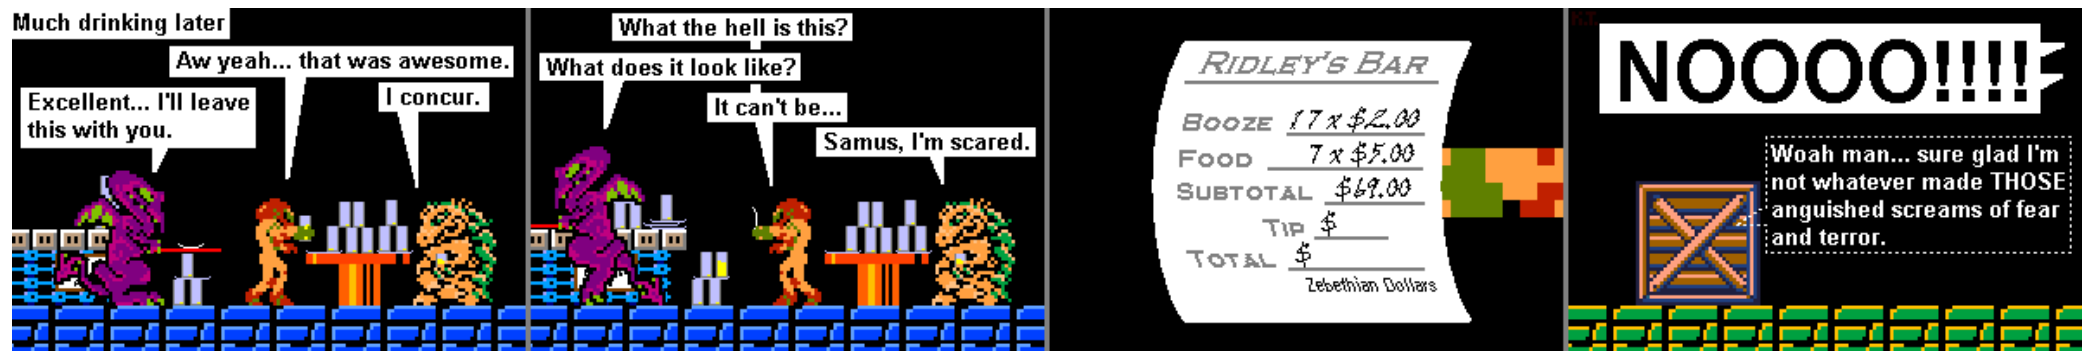 Much drinking later
Aw yeah... that was awesome.
I concur.
Excellent... I'll leave
this with you.
What the hell is this?
What does it look like?
It can't be...
Samus, I'm scared.
RIDLEY'S BAR
BOOZE 17 x $2.00
FOOD 7 x $5.00
SUBTOTAL $69.00
TIP $
TOTAL $
Zebethian Dollars
NOOOO!!!!
Woah man... sure glad I'm
not whatever made THOSE
anguished screams of fear
and terror.